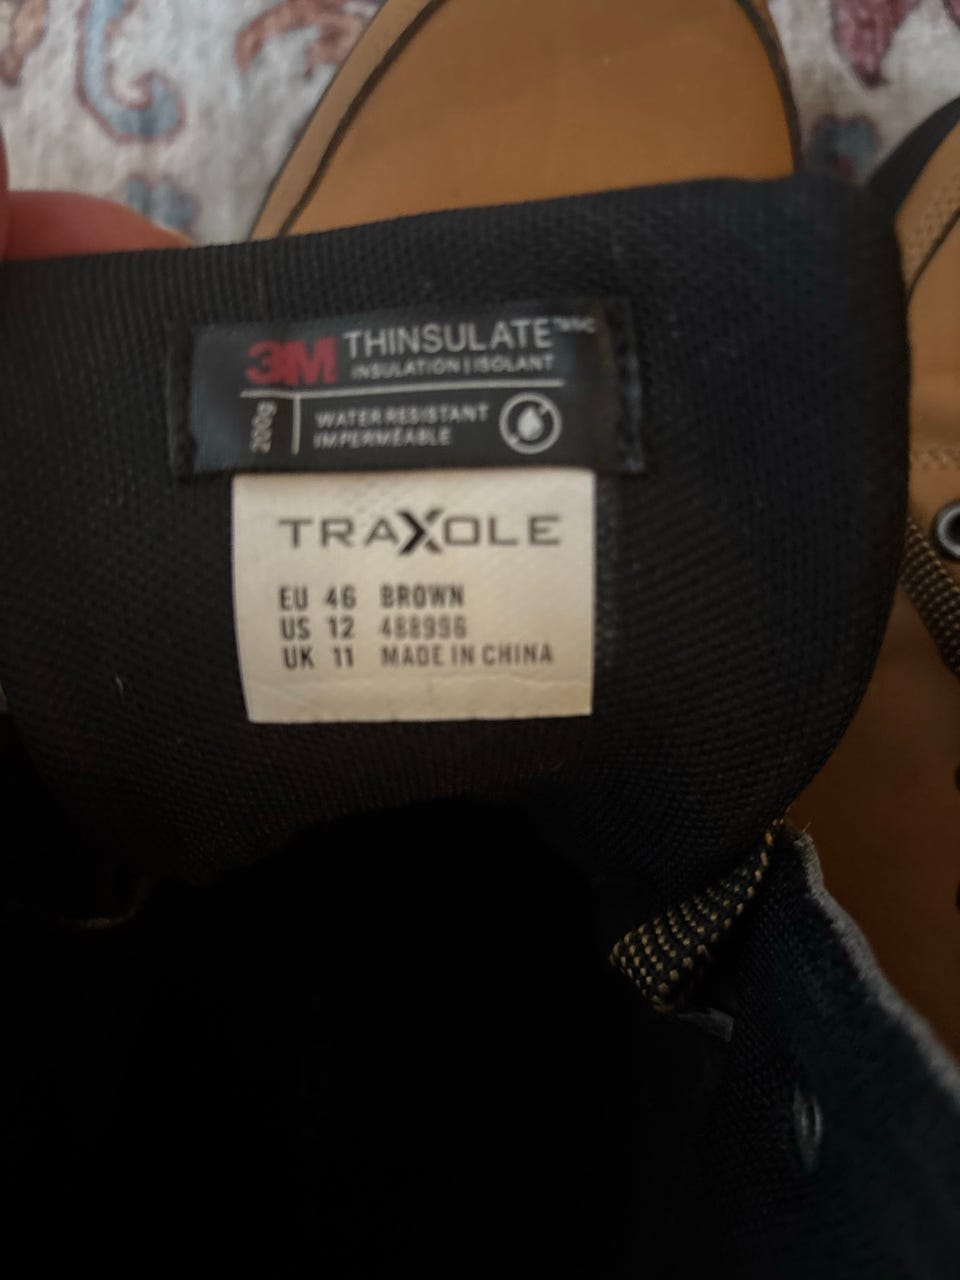 3M THINSULATE
INSULATION | ISOLANT
200g
WATER RESISTANT
IMPERMÉABLE
TRAXOLE
EU 46 BROWN
US 12 488996
UK 11 MADE IN CHINA